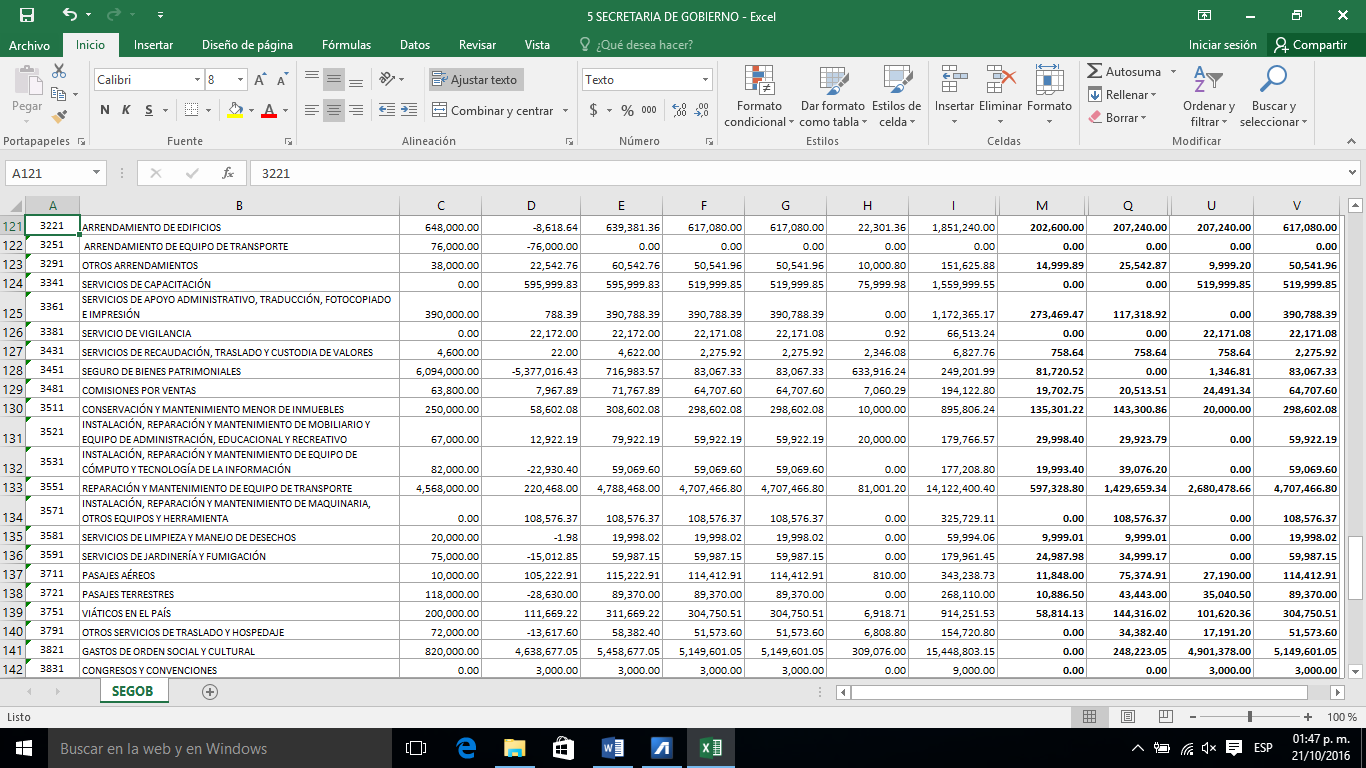 5 SECRETARIA DE GOBIERNO - Excel
Archivo Inicio Insertar Diseño de página Fórmulas Datos Revisar Vista ¿Qué desea hacer? Iniciar sesión Compartir
Pegar
Calibri 8
N K S
Ajustar texto
Combinar y centrar
Texto
$ % 000
Formato condicional
Dar formato como tabla
Estilos de celda
Insertar Eliminar Formato
Autosuma
Rellenar
Borrar
Ordenar y filtrar
Buscar y seleccionar
Portapapeles Fuente Alineación Número Estilos Celdas Modificar
A121 fx 3221
A B C D E F G H I M Q U V
121 3221 ARRENDAMIENTO DE EDIFICIOS 648,000.00 -8,618.64 639,381.36 617,080.00 617,080.00 22,301.36 1,851,240.00 202,600.00 207,240.00 207,240.00 617,080.00
122 3251 ARRENDAMIENTO DE EQUIPO DE TRANSPORTE 76,000.00 -76,000.00 0.00 0.00 0.00 0.00 0.00 0.00 0.00 0.00 0.00
123 3291 OTROS ARRENDAMIENTOS 38,000.00 22,542.76 60,542.76 50,541.96 50,541.96 10,000.80 151,625.88 14,999.89 25,542.87 9,999.20 50,541.96
124 3341 SERVICIOS DE CAPACITACIÓN 0.00 595,999.83 595,999.83 519,999.85 519,999.85 75,999.98 1,559,999.55 0.00 0.00 519,999.85 519,999.85
125 3361 SERVICIOS DE APOYO ADMINISTRATIVO, TRADUCCIÓN, FOTOCOPIADO
E IMPRESIÓN 390,000.00 788.39 390,788.39 390,788.39 390,788.39 0.00 1,172,365.17 273,469.47 117,318.92 0.00 390,788.39
126 3381 SERVICIO DE VIGILANCIA 0.00 22,172.00 22,172.00 22,171.08 22,171.08 0.92 66,513.24 0.00 0.00 22,171.08 22,171.08
127 3431 SERVICIOS DE RECAUDACIÓN, TRASLADO Y CUSTODIA DE VALORES 4,600.00 22.00 4,622.00 2,275.92 2,275.92 2,346.08 6,827.76 758.64 758.64 758.64 2,275.92
128 3451 SEGURO DE BIENES PATRIMONIALES 6,094,000.00 -5,377,016.43 716,983.57 83,067.33 83,067.33 633,916.24 249,201.99 81,720.52 0.00 1,346.81 83,067.33
129 3481 COMISIONES POR VENTAS 63,800.00 7,967.89 71,767.89 64,707.60 64,707.60 7,060.29 194,122.80 19,702.75 20,513.51 24,491.34 64,707.60
130 3511 CONSERVACIÓN Y MANTENIMIENTO MENOR DE INMUEBLES 250,000.00 58,602.08 308,602.08 298,602.08 298,602.08 10,000.00 895,806.24 135,301.22 143,300.86 20,000.00 298,602.08
131 3521 INSTALACIÓN, REPARACIÓN Y MANTENIMIENTO DE MOBILIARIO Y
EQUIPO DE ADMINISTRACIÓN, EDUCACIONAL Y RECREATIVO 67,000.00 12,922.19 79,922.19 59,922.19 59,922.19 20,000.00 179,766.57 29,998.40 29,923.79 0.00 59,922.19
132 3531 INSTALACIÓN, REPARACIÓN Y MANTENIMIENTO DE EQUIPO DE
CÓMPUTO Y TECNOLOGÍA DE LA INFORMACIÓN 82,000.00 -22,930.40 59,069.60 59,069.60 59,069.60 0.00 177,208.80 19,993.40 39,076.20 0.00 59,069.60
133 3551 REPARACIÓN Y MANTENIMIENTO DE EQUIPO DE TRANSPORTE 4,568,000.00 220,468.00 4,788,468.00 4,707,466.80 4,707,466.80 81,001.20 14,122,400.40 597,328.80 1,429,659.34 2,680,478.66 4,707,466.80
134 3571 INSTALACIÓN, REPARACIÓN Y MANTENIMIENTO DE MAQUINARIA,
OTROS EQUIPOS Y HERRAMIENTA 0.00 108,576.37 108,576.37 108,576.37 108,576.37 0.00 325,729.11 0.00 108,576.37 0.00 108,576.37
135 3581 SERVICIOS DE LIMPIEZA Y MANEJO DE DESECHOS 20,000.00 -1.98 19,998.02 19,998.02 19,998.02 0.00 59,994.06 9,999.01 9,999.01 0.00 19,998.02
136 3591 SERVICIOS DE JARDINERÍA Y FUMIGACIÓN 75,000.00 -15,012.85 59,987.15 59,987.15 59,987.15 0.00 179,961.45 24,987.98 34,999.17 0.00 59,987.15
137 3711 PASAJES AÉREOS 10,000.00 105,222.91 115,222.91 114,412.91 114,412.91 810.00 343,238.73 11,848.00 75,374.91 27,190.00 114,412.91
138 3721 PASAJES TERRESTRES 118,000.00 -28,630.00 89,370.00 89,370.00 89,370.00 0.00 268,110.00 10,886.50 43,443.00 35,040.50 89,370.00
139 3751 VIÁTICOS EN EL PAÍS 200,000.00 111,669.22 311,669.22 304,750.51 304,750.51 6,918.71 914,251.53 58,814.13 144,316.02 101,620.36 304,750.51
140 3791 OTROS SERVICIOS DE TRASLADO Y HOSPEDAJE 72,000.00 -13,617.60 58,382.40 51,573.60 51,573.60 6,808.80 154,720.80 0.00 34,382.40 17,191.20 51,573.60
141 3821 GASTOS DE ORDEN SOCIAL Y CULTURAL 820,000.00 4,638,677.05 5,458,677.05 5,149,601.05 5,149,601.05 309,076.00 15,448,803.15 0.00 248,223.05 4,901,378.00 5,149,601.05
142 3831 CONGRESOS Y CONVENCIONES 0.00 3,000.00 3,000.00 3,000.00 3,000.00 0.00 9,000.00 0.00 0.00 3,000.00 3,000.00
SEGOB
Listo 100 %
Buscar en la web y en Windows
ESP 01:47 p. m.
21/10/2016